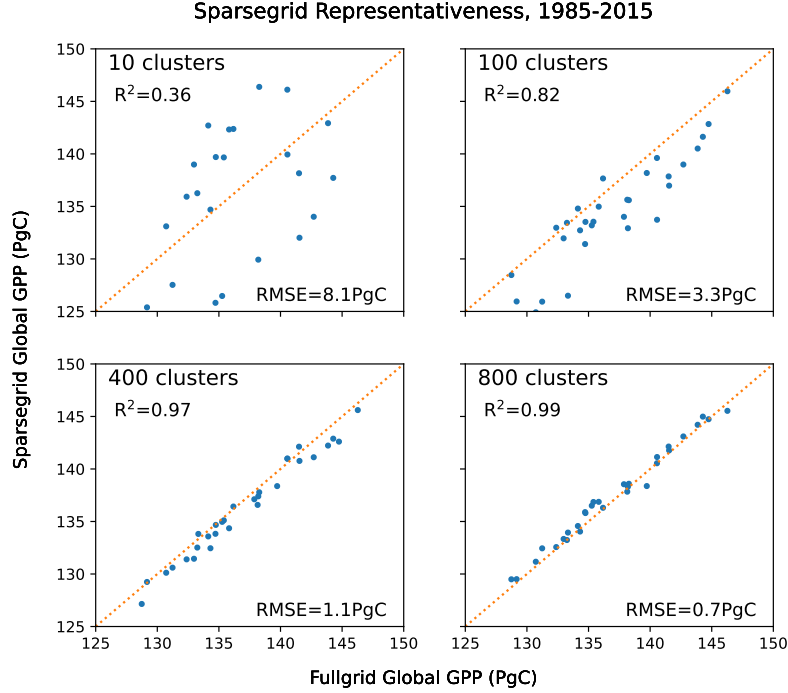 Sparsegrid Representativeness, 1985-2015
Sparsegrid Global GPP (PgC)
150
145
140
135
130
125
10 clusters
R²=0.36
RMSE=8.1PgC
100 clusters
R²=0.82
RMSE=3.3PgC
150
145
140
135
130
125
400 clusters
R²=0.97
RMSE=1.1PgC
125 130 135 140 145 150
800 clusters
R²=0.99
RMSE=0.7PgC
125 130 135 140 145 150
Fullgrid Global GPP (PgC)